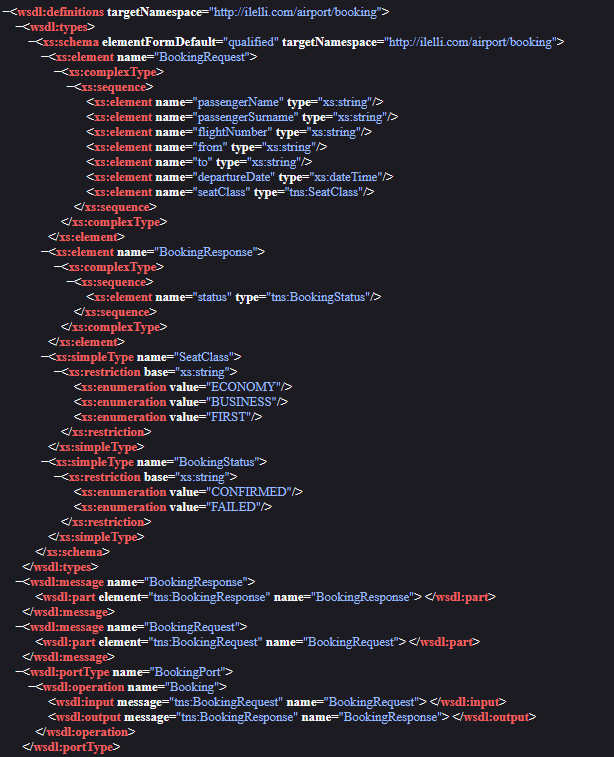 −<wsdl:definitions targetNamespace="http://ilelli.com/airport/booking">
−<wsdl:types>
−<xs:schema elementFormDefault="qualified" targetNamespace="http://ilelli.com/airport/booking">
−<xs:element name="BookingRequest">
−<xs:complexType>
−<xs:sequence>
<xs:element name="passengerName" type="xs:string"/>
<xs:element name="passengerSurname" type="xs:string"/>
<xs:element name="flightNumber" type="xs:string"/>
<xs:element name="from" type="xs:string"/>
<xs:element name="to" type="xs:string"/>
<xs:element name="departureDate" type="xs:dateTime"/>
<xs:element name="seatClass" type="tns:SeatClass"/>
</xs:sequence>
</xs:complexType>
</xs:element>
−<xs:element name="BookingResponse">
−<xs:complexType>
−<xs:sequence>
<xs:element name="status" type="tns:BookingStatus"/>
</xs:sequence>
</xs:complexType>
</xs:element>
−<xs:simpleType name="SeatClass">
−<xs:restriction base="xs:string">
<xs:enumeration value="ECONOMY"/>
<xs:enumeration value="BUSINESS"/>
<xs:enumeration value="FIRST"/>
</xs:restriction>
</xs:simpleType>
−<xs:simpleType name="BookingStatus">
−<xs:restriction base="xs:string">
<xs:enumeration value="CONFIRMED"/>
<xs:enumeration value="FAILED"/>
</xs:restriction>
</xs:simpleType>
</xs:schema>
</wsdl:types>
−<wsdl:message name="BookingResponse">
<wsdl:part element="tns:BookingResponse" name="BookingResponse"> </wsdl:part>
</wsdl:message>
−<wsdl:message name="BookingRequest">
<wsdl:part element="tns:BookingRequest" name="BookingRequest"> </wsdl:part>
</wsdl:message>
−<wsdl:portType name="BookingPort">
−<wsdl:operation name="Booking">
<wsdl:input message="tns:BookingRequest" name="BookingRequest"> </wsdl:input>
<wsdl:output message="tns:BookingResponse" name="BookingResponse"> </wsdl:output>
</wsdl:operation>
</wsdl:portType>